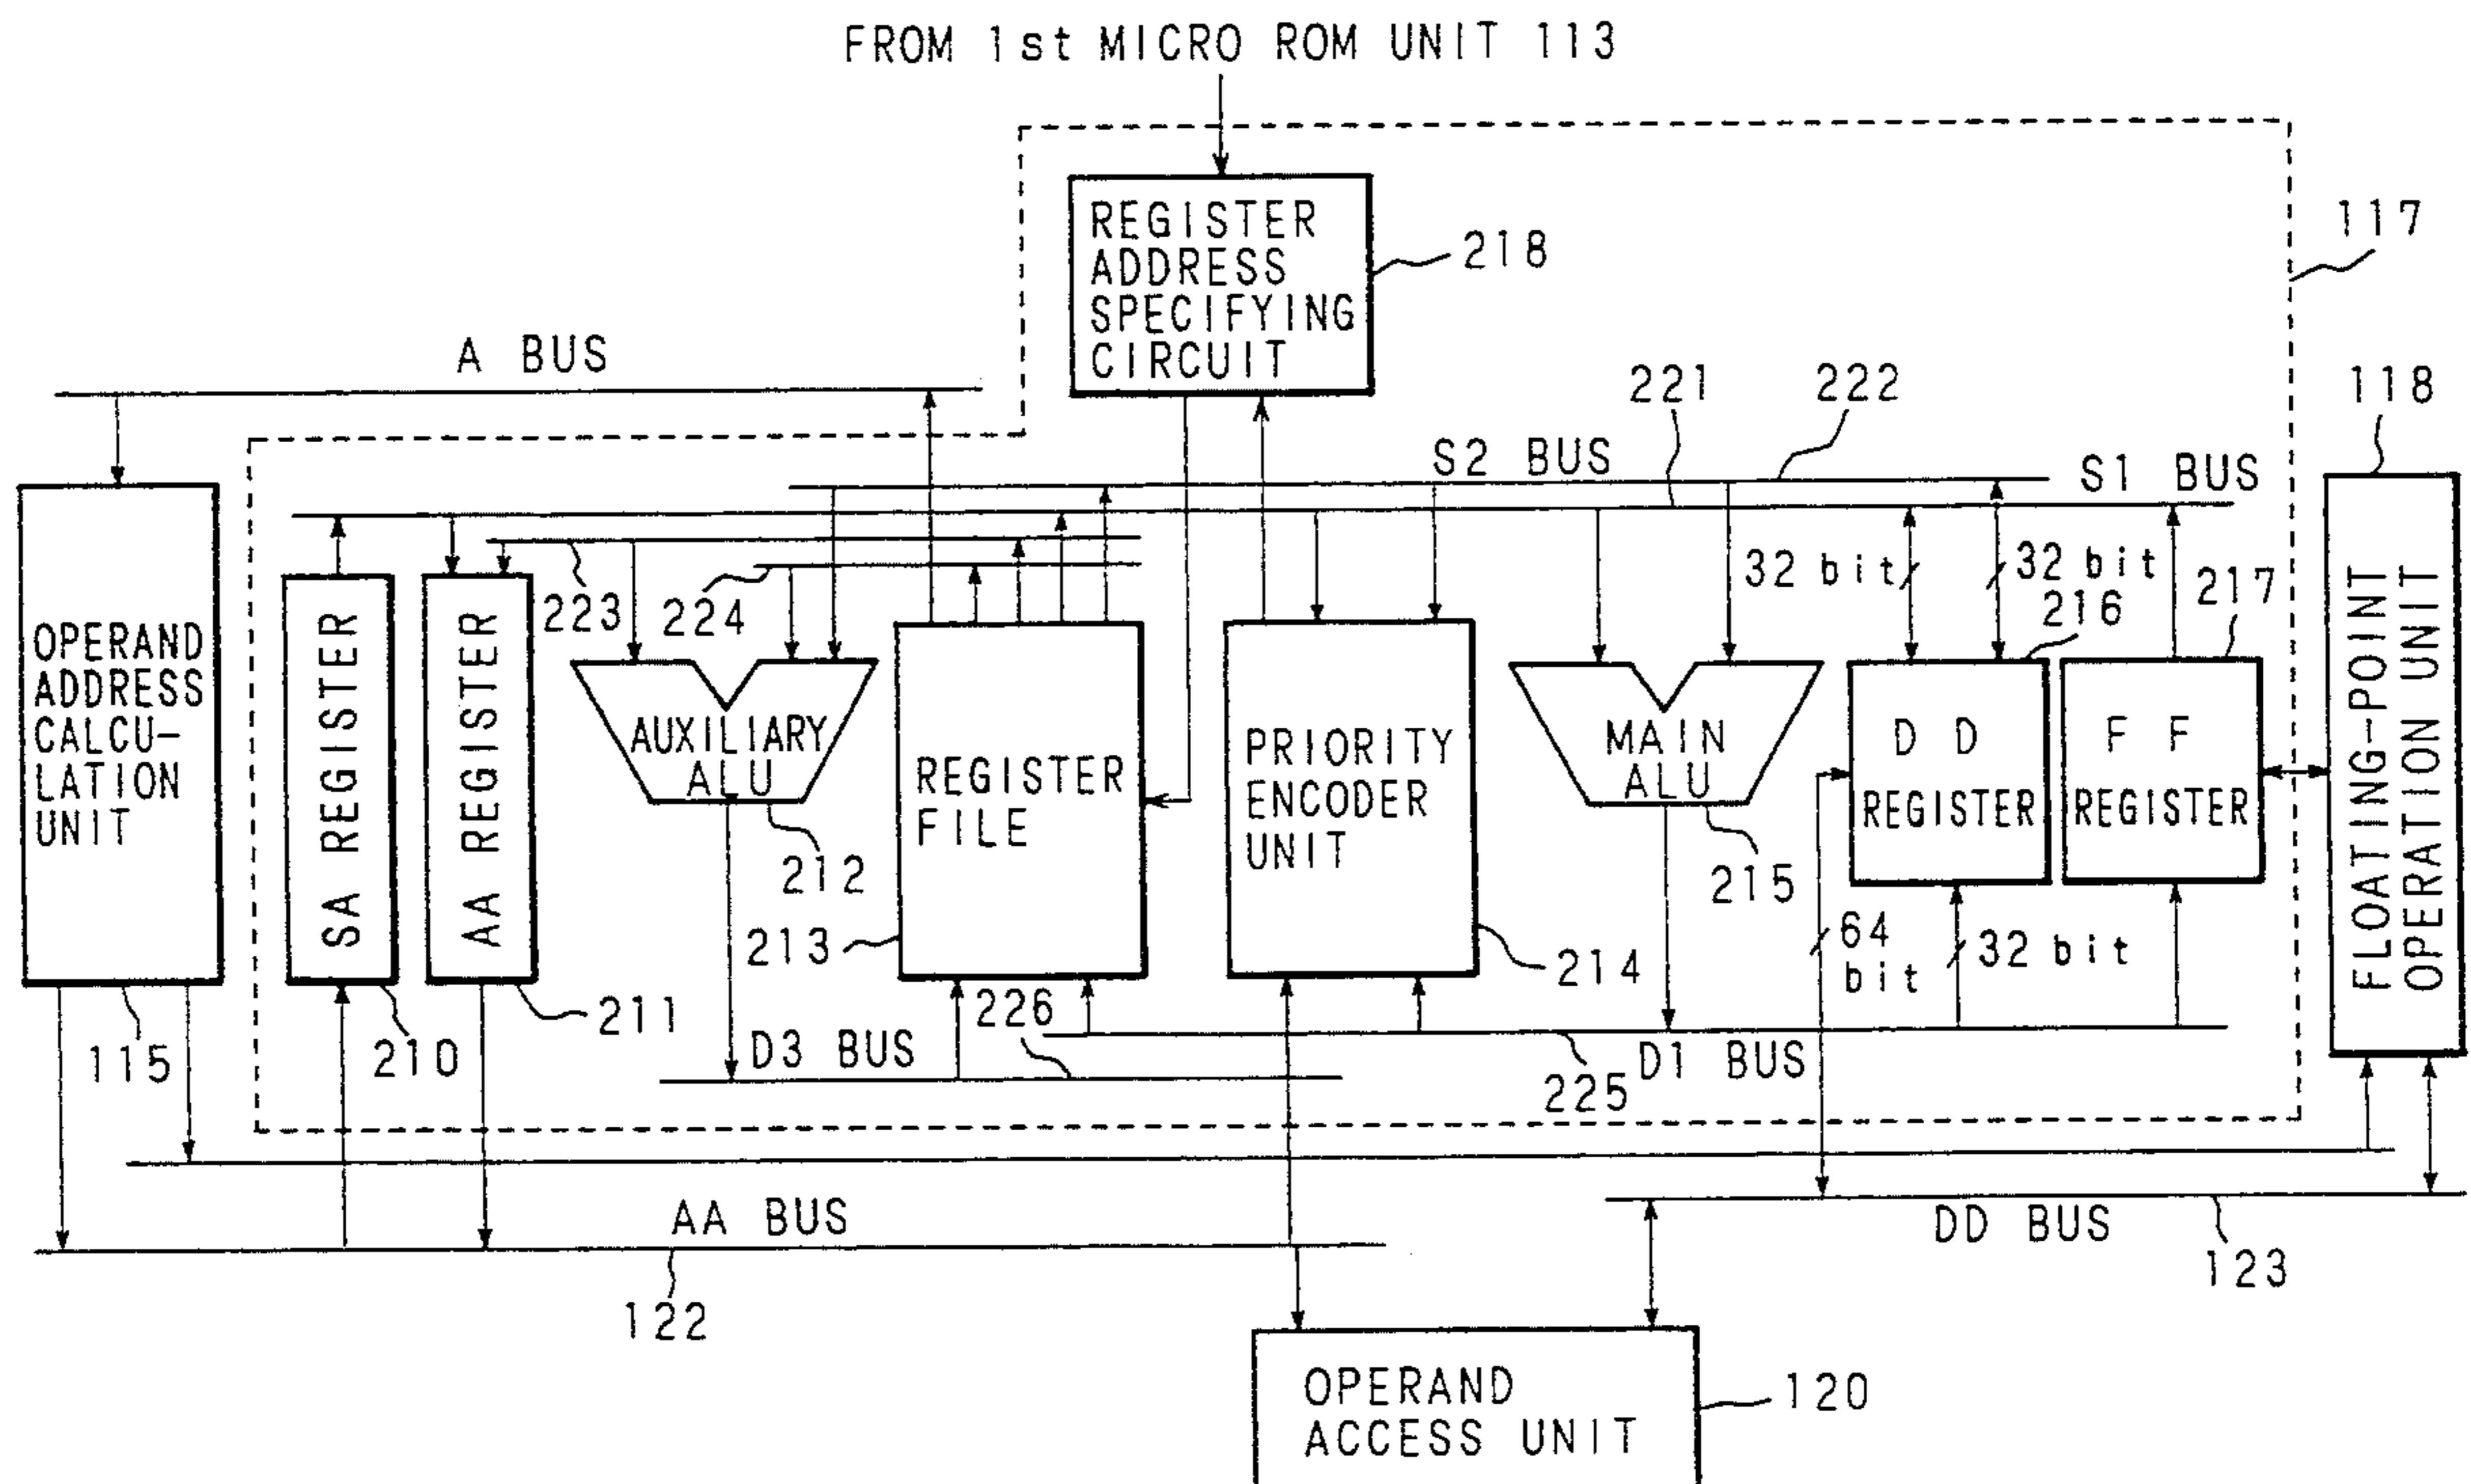 FROM 1st MICRO ROM UNIT 113
REGISTER
ADDRESS
SPECIFYING
CIRCUIT
218
117
A BUS
221
222
118
S2 BUS
S1 BUS
32 bit
32 bit
223
224
216
217
OPERAND
ADDRESS
CALCU-
LATION
UNIT
SA REGISTER
AA REGISTER
AUXILIARY
ALU
REGISTER
FILE
PRIORITY
ENCODER
UNIT
MAIN
ALU
D D
REGISTER
F F
REGISTER
FLOATING-POINT
OPERATION UNIT
212
215
213
214
64
bit
32 bit
115
210
211
226
D3 BUS
225
D1 BUS
AA BUS
DD BUS
122
123
OPERAND
ACCESS UNIT
120